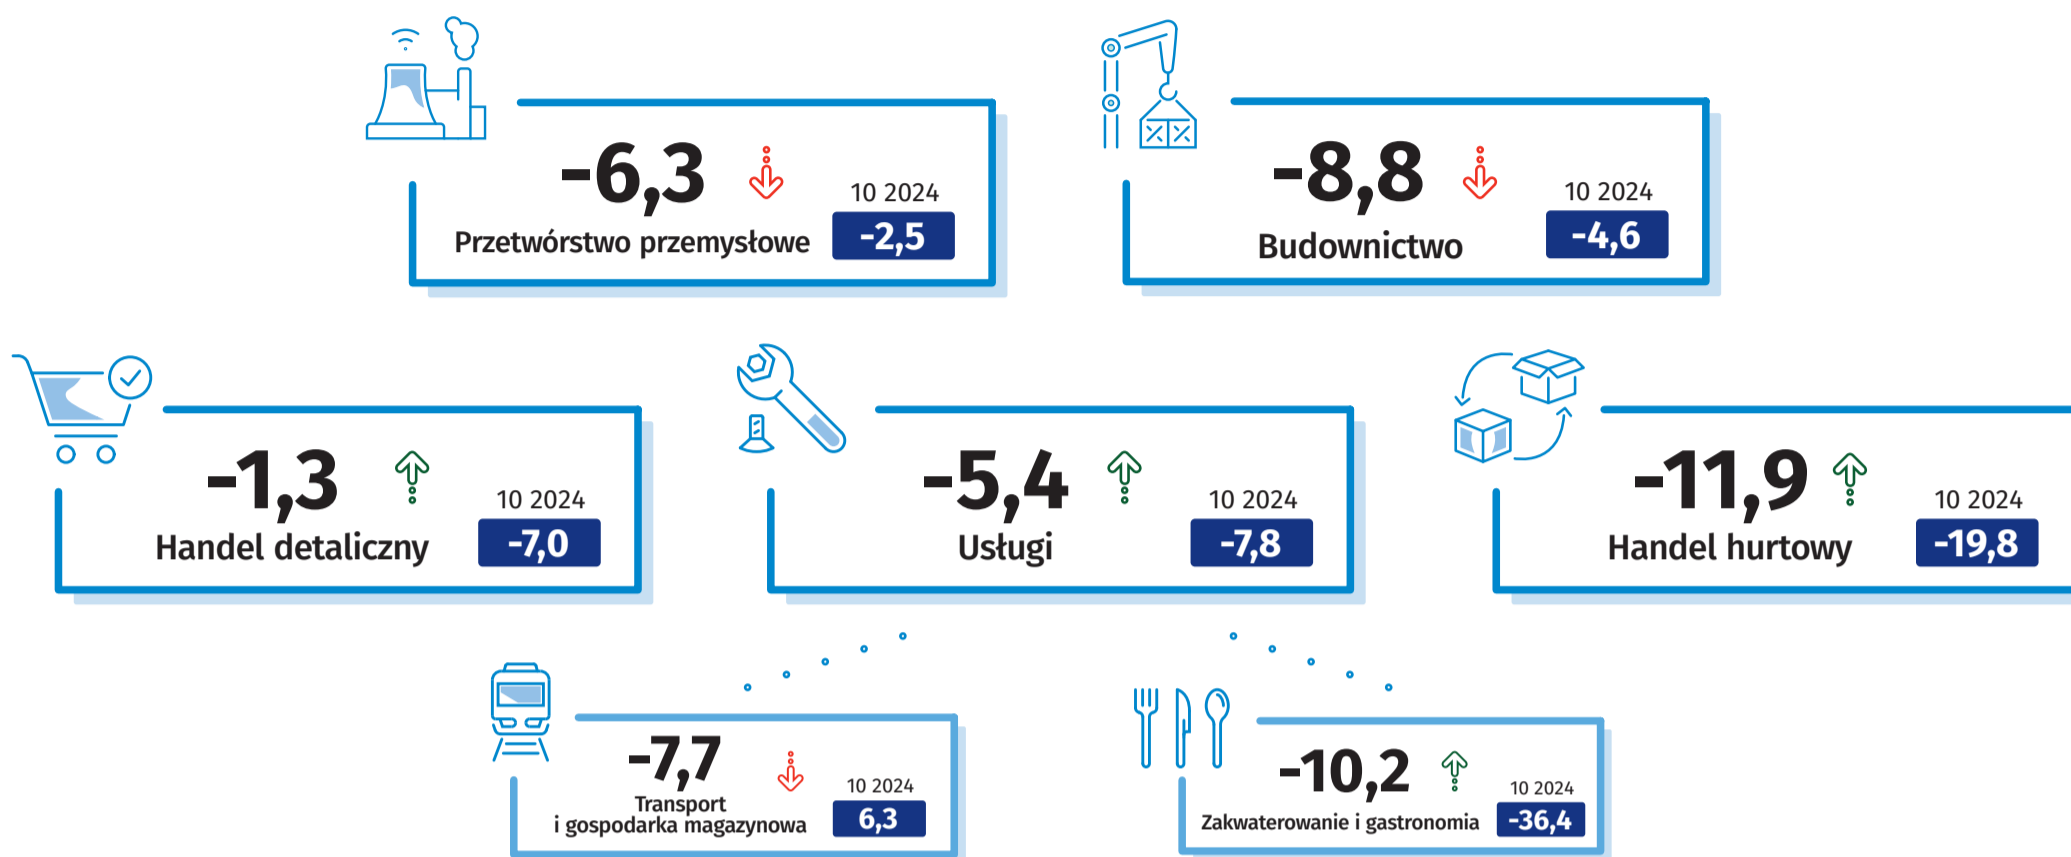 -6,3
10 2024
Przetwórstwo przemysłowe
-2,5
-8,8
10 2024
Budownictwo
-4,6
-1,3
10 2024
Handel detaliczny
-7,0
-5,4
10 2024
Usługi
-7,8
-11,9
10 2024
Handel hurtowy
-19,8
-7,7
10 2024
Transport
i gospodarka magazynowa
6,3
-10,2
10 2024
Zakwaterowanie i gastronomia
-36,4